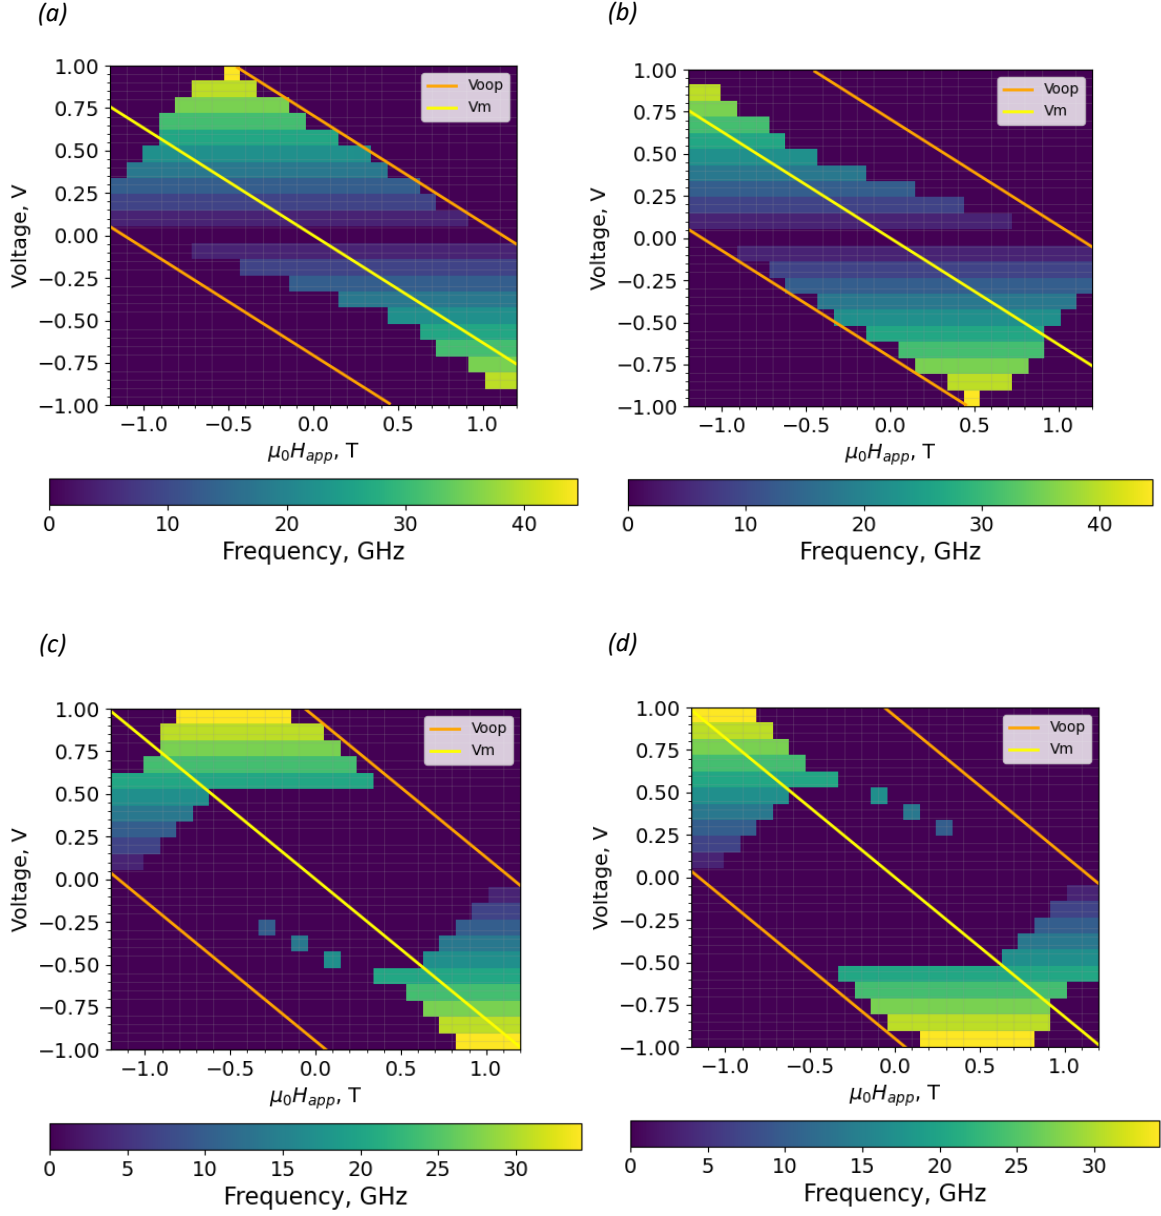 (a)
1.00
0.75
0.50
0.25
0.00
−0.25
−0.50
−0.75
−1.00
Voltage, V
Voop
Vm
−1.0 −0.5 0.0 0.5 1.0
μ₀Happ, T
0 10 20 30 40
Frequency, GHz
(b)
1.00
0.75
0.50
0.25
0.00
−0.25
−0.50
−0.75
−1.00
Voltage, V
Voop
Vm
−1.0 −0.5 0.0 0.5 1.0
μ₀Happ, T
0 10 20 30 40
Frequency, GHz
(c)
1.00
0.75
0.50
0.25
0.00
−0.25
−0.50
−0.75
−1.00
Voltage, V
Voop
Vm
−1.0 −0.5 0.0 0.5 1.0
μ₀Happ, T
0 5 10 15 20 25 30
Frequency, GHz
(d)
1.00
0.75
0.50
0.25
0.00
−0.25
−0.50
−0.75
−1.00
Voltage, V
Voop
Vm
−1.0 −0.5 0.0 0.5 1.0
μ₀Happ, T
0 5 10 15 20 25 30
Frequency, GHz